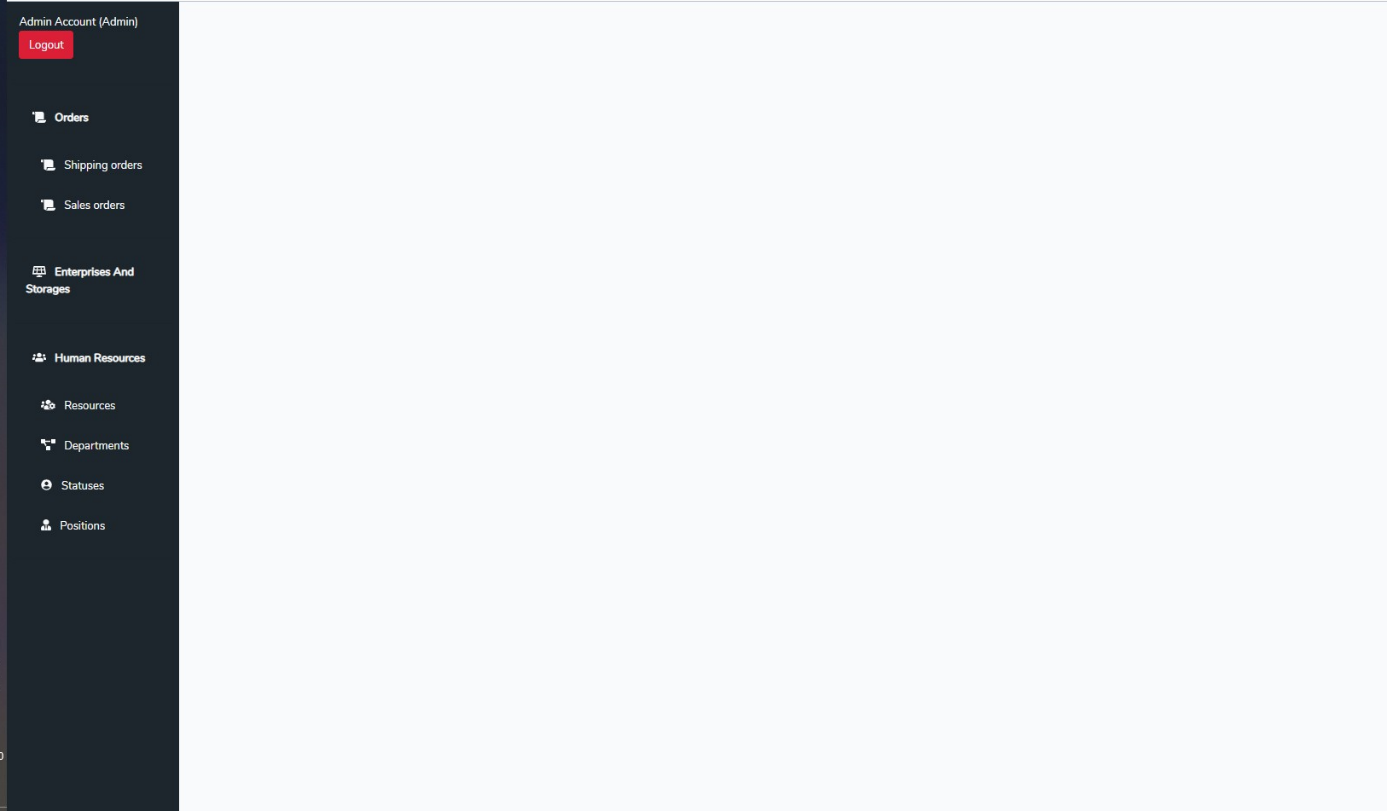 Admin Account (Admin)
Logout
Orders
Shipping orders
Sales orders
Enterprises And
Storages
Human Resources
Resources
Departments
Statuses
Positions